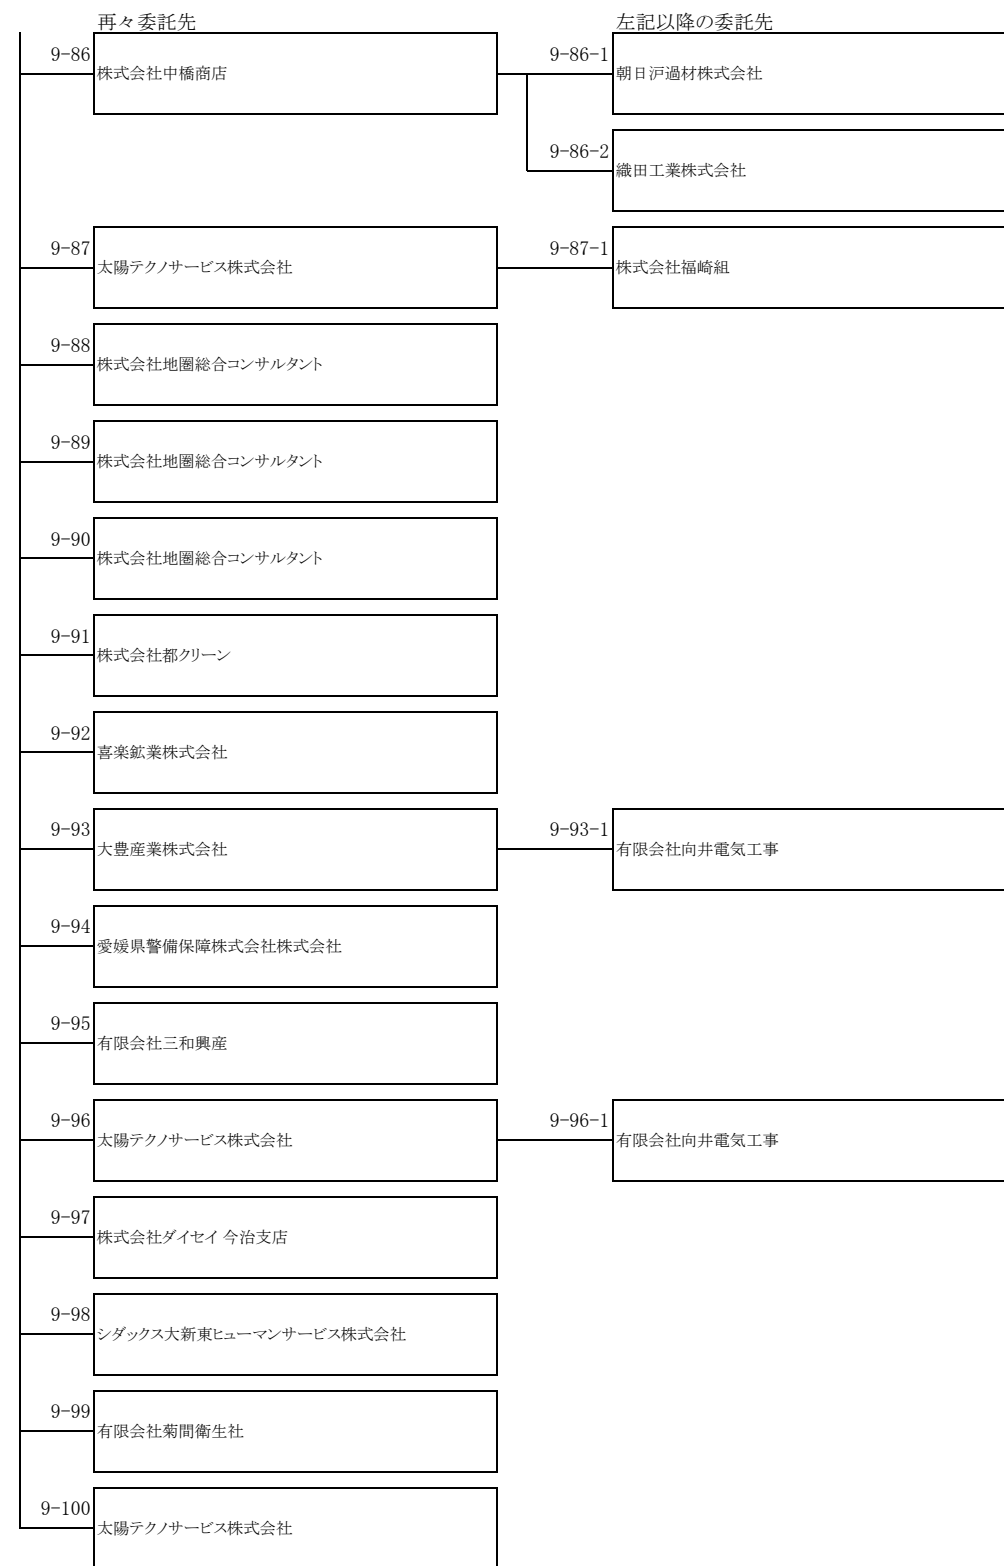 再々委託先
左記以降の委託先
9-86
株式会社中橋商店
9-86-1
朝日沪過材株式会社
9-86-2
織田工業株式会社
9-87
太陽テクノサービス株式会社
9-87-1
株式会社福崎組
9-88
株式会社地圏総合コンサルタント
9-89
株式会社地圏総合コンサルタント
9-90
株式会社地圏総合コンサルタント
9-91
株式会社都クリーン
9-92
喜楽鉱業株式会社
9-93
大豊産業株式会社
9-93-1
有限会社向井電気工事
9-94
愛媛県警備保障株式会社株式会社
9-95
有限会社三和興産
9-96
太陽テクノサービス株式会社
9-96-1
有限会社向井電気工事
9-97
株式会社ダイセイ 今治支店
9-98
シダックス大新東ヒューマンサービス株式会社
9-99
有限会社菊間衛生社
9-100
太陽テクノサービス株式会社